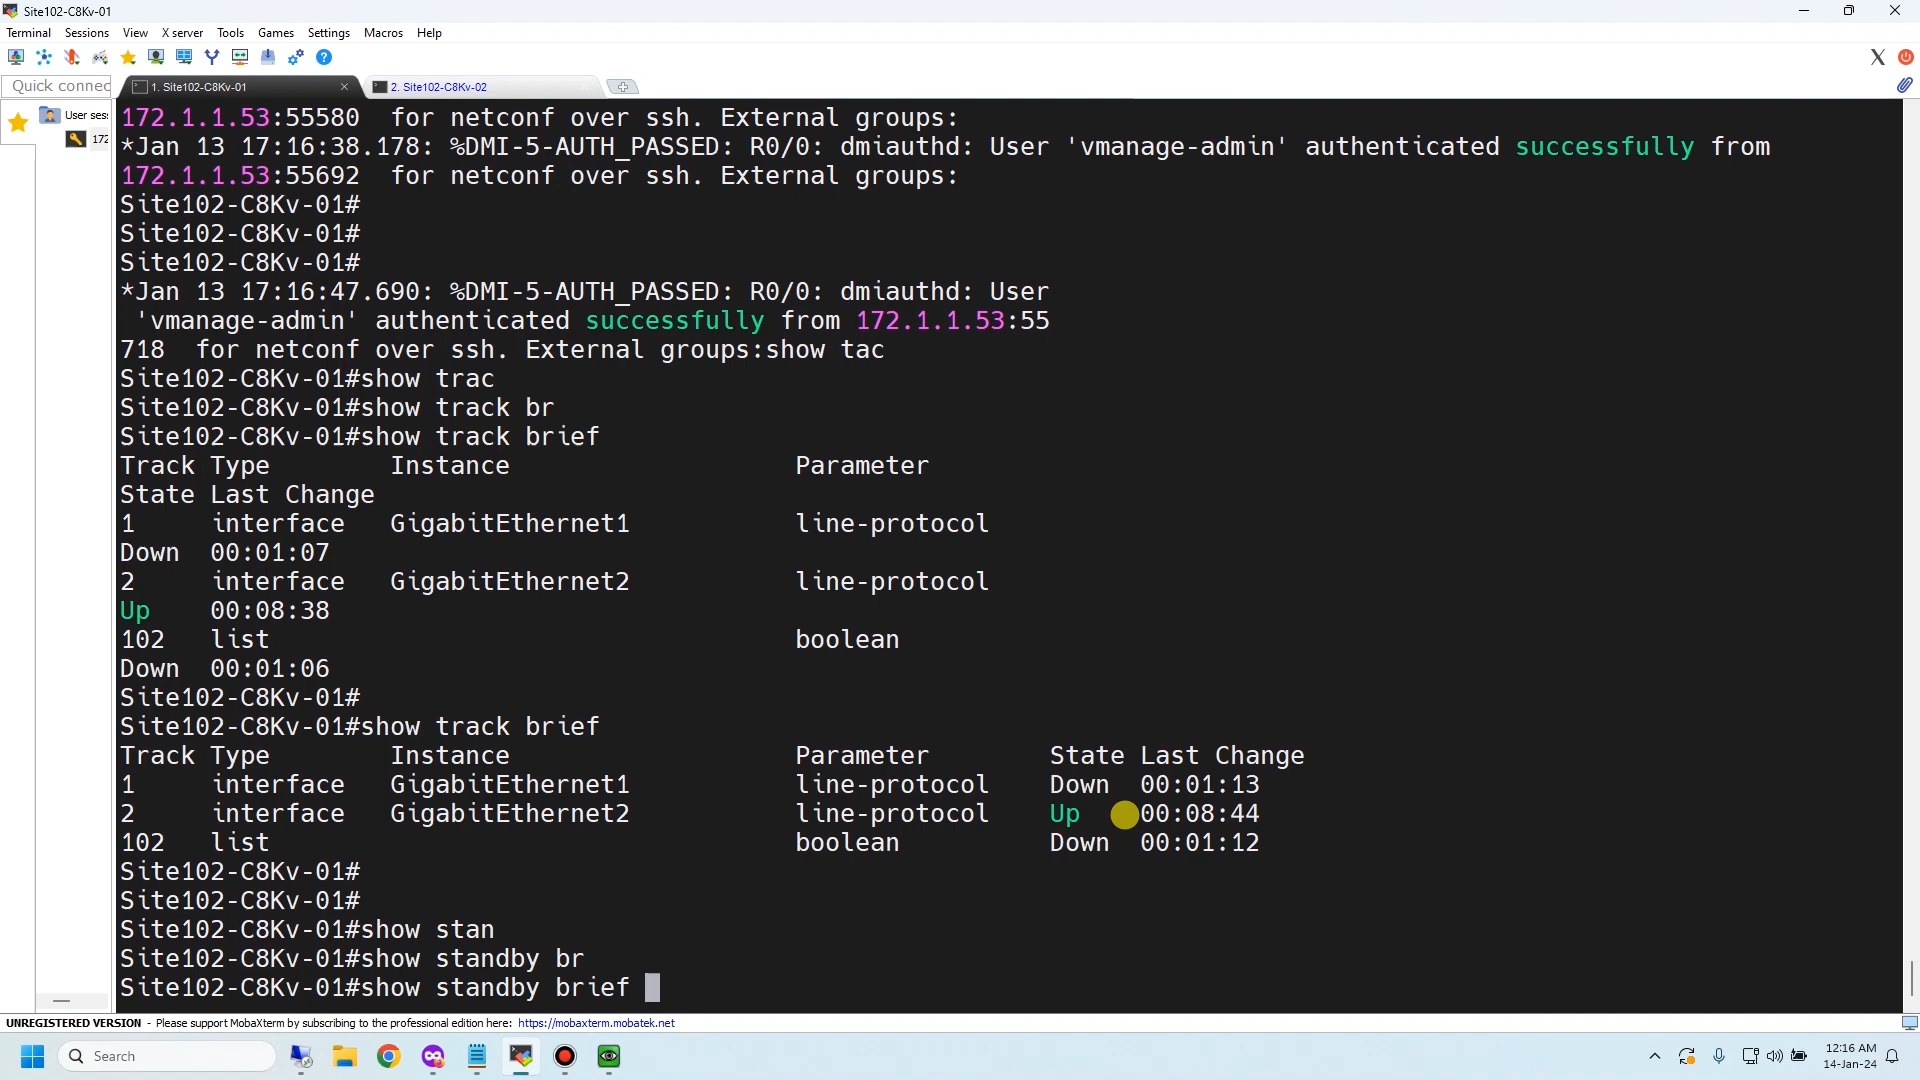 Site102-C8Kv-01
Terminal Sessions View X server Tools Games Settings Macros Help
Quick connec
1. Site102-C8Kv-01
2. Site102-C8Kv-02
User ses
172
172.1.1.53:55580  for netconf over ssh. External groups:
*Jan 13 17:16:38.178: %DMI-5-AUTH_PASSED: R0/0: dmiauthd: User 'vmanage-admin' authenticated successfully from
172.1.1.53:55692  for netconf over ssh. External groups:
Site102-C8Kv-01#
Site102-C8Kv-01#
Site102-C8Kv-01#
*Jan 13 17:16:47.690: %DMI-5-AUTH_PASSED: R0/0: dmiauthd: User
'vmanage-admin' authenticated successfully from 172.1.1.53:55
718  for netconf over ssh. External groups:show tac
Site102-C8Kv-01#show trac
Site102-C8Kv-01#show track br
Site102-C8Kv-01#show track brief
Track Type        Instance                   Parameter
State Last Change
1     interface   GigabitEthernet1           line-protocol
Down  00:01:07
2     interface   GigabitEthernet2           line-protocol
Up    00:08:38
102   list                                   boolean
Down  00:01:06
Site102-C8Kv-01#
Site102-C8Kv-01#show track brief
Track Type        Instance                   Parameter        State Last Change
1     interface   GigabitEthernet1           line-protocol    Down  00:01:13
2     interface   GigabitEthernet2           line-protocol    Up    00:08:44
102   list                                   boolean          Down  00:01:12
Site102-C8Kv-01#
Site102-C8Kv-01#
Site102-C8Kv-01#show stan
Site102-C8Kv-01#show standby br
Site102-C8Kv-01#show standby brief
UNREGISTERED VERSION - Please support MobaXterm by subscribing to the professional edition here: https://mobaxterm.mobatek.net
Search
12:16 AM
14-Jan-24